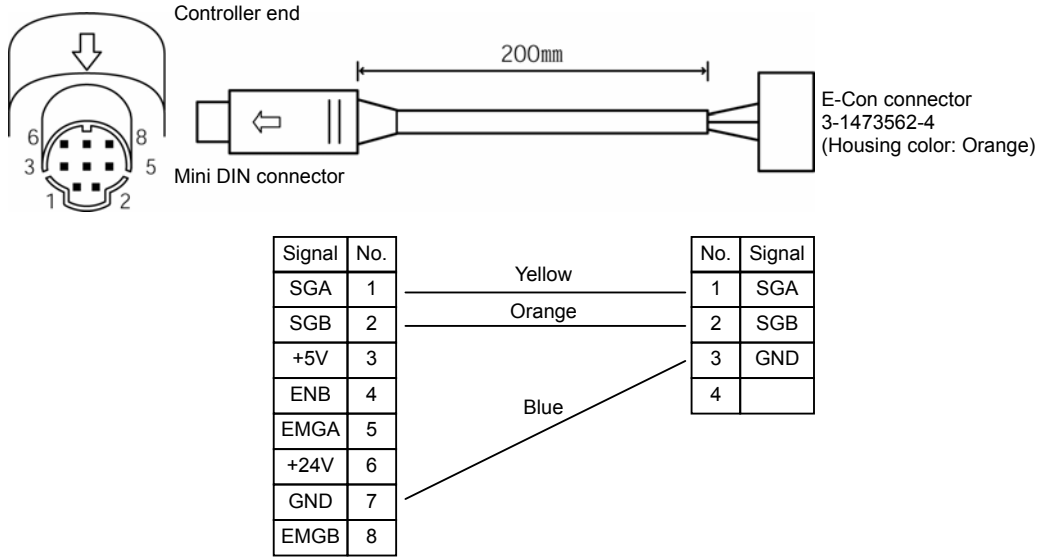 Controller end
200mm
E-Con connector
3-1473562-4
(Housing color: Orange)
6 8
3 5
1 2
Mini DIN connector
Signal No.
SGA 1
SGB 2
+5V 3
ENB 4
EMGA 5
+24V 6
GND 7
EMGB 8
Yellow
Orange
Blue
No. Signal
1 SGA
2 SGB
3 GND
4